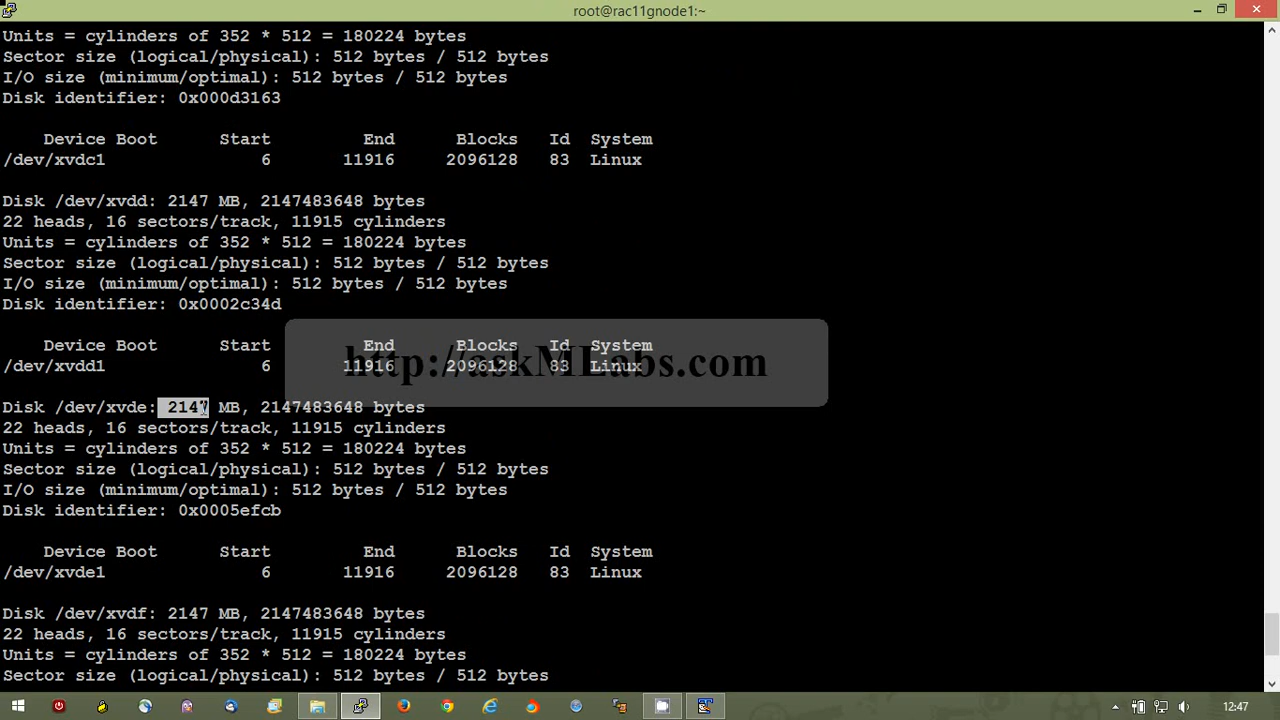 root@rac11gnode1:~
Units = cylinders of 352 * 512 = 180224 bytes
Sector size (logical/physical): 512 bytes / 512 bytes
I/O size (minimum/optimal): 512 bytes / 512 bytes
Disk identifier: 0x000d3163
Device Boot Start End Blocks Id System
/dev/xvdc1 6 11916 2096128 83 Linux
Disk /dev/xvdd: 2147 MB, 2147483648 bytes
22 heads, 16 sectors/track, 11915 cylinders
Units = cylinders of 352 * 512 = 180224 bytes
Sector size (logical/physical): 512 bytes / 512 bytes
I/O size (minimum/optimal): 512 bytes / 512 bytes
Disk identifier: 0x0002c34d
Device Boot Start End Blocks Id System
http://askMLabs.com
/dev/xvdd1 6 11916 2096128 83 Linux
Disk /dev/xvde: 2147 MB, 2147483648 bytes
22 heads, 16 sectors/track, 11915 cylinders
Units = cylinders of 352 * 512 = 180224 bytes
Sector size (logical/physical): 512 bytes / 512 bytes
I/O size (minimum/optimal): 512 bytes / 512 bytes
Disk identifier: 0x0005efcb
Device Boot Start End Blocks Id System
/dev/xvde1 6 11916 2096128 83 Linux
Disk /dev/xvdf: 2147 MB, 2147483648 bytes
22 heads, 16 sectors/track, 11915 cylinders
Units = cylinders of 352 * 512 = 180224 bytes
Sector size (logical/physical): 512 bytes / 512 bytes
12:47